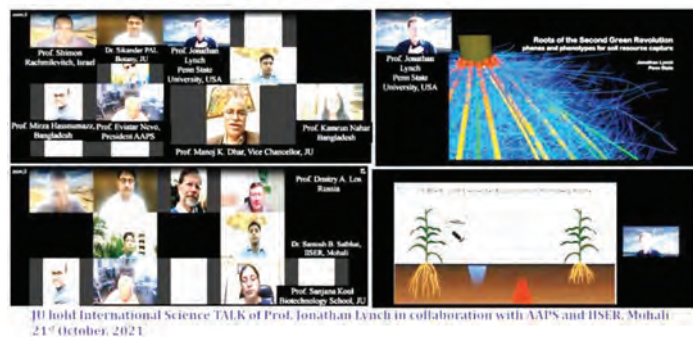 Prof. Shimon
Rachmilevitch, Israel
Dr. Sikandar PAL
Botany, JU
Prof. Jonathan
Lynch
Penn State
University, USA
Prof. Mirza Hasanuzamazz,
Bangladesh
Prof. Eviatar Nevo,
President AAPS
Prof. Kamrun Nahar
Bangladesh
Prof. Manoj K. Dhar, Vice Chancellor, JU
Prof. Jonathan
Lynch
Penn State
University, USA
Roots of the Second Green Revolution
phenes and phenotypes for soil resource capture
Jonathan Lynch
Penn State
Prof. Dmitry A. Los
Russia
Dr. Santosh B. Satbhai,
IISER, Mohali
Prof. Sanjana Koul
Biotechnology School, JU
JU hold International Science TALK of Prof. Jonathan Lynch in collaboration with AAPS and IISER, Mohali
21st October, 2021